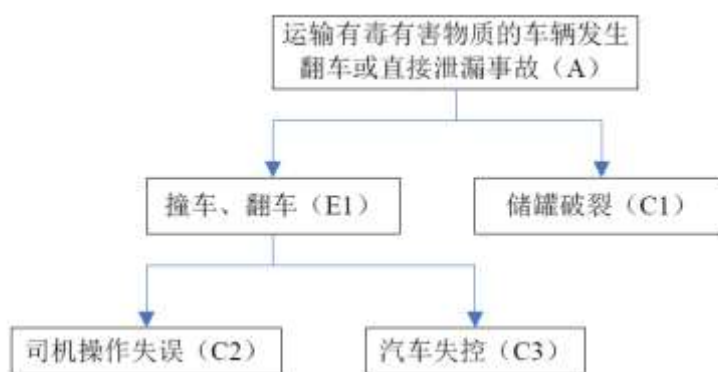 运输有毒有害物质的车辆发生
翻车或直接泄漏事故（A）
撞车、翻车（E1）
储罐破裂（C1）
司机操作失误（C2）
汽车失控（C3）